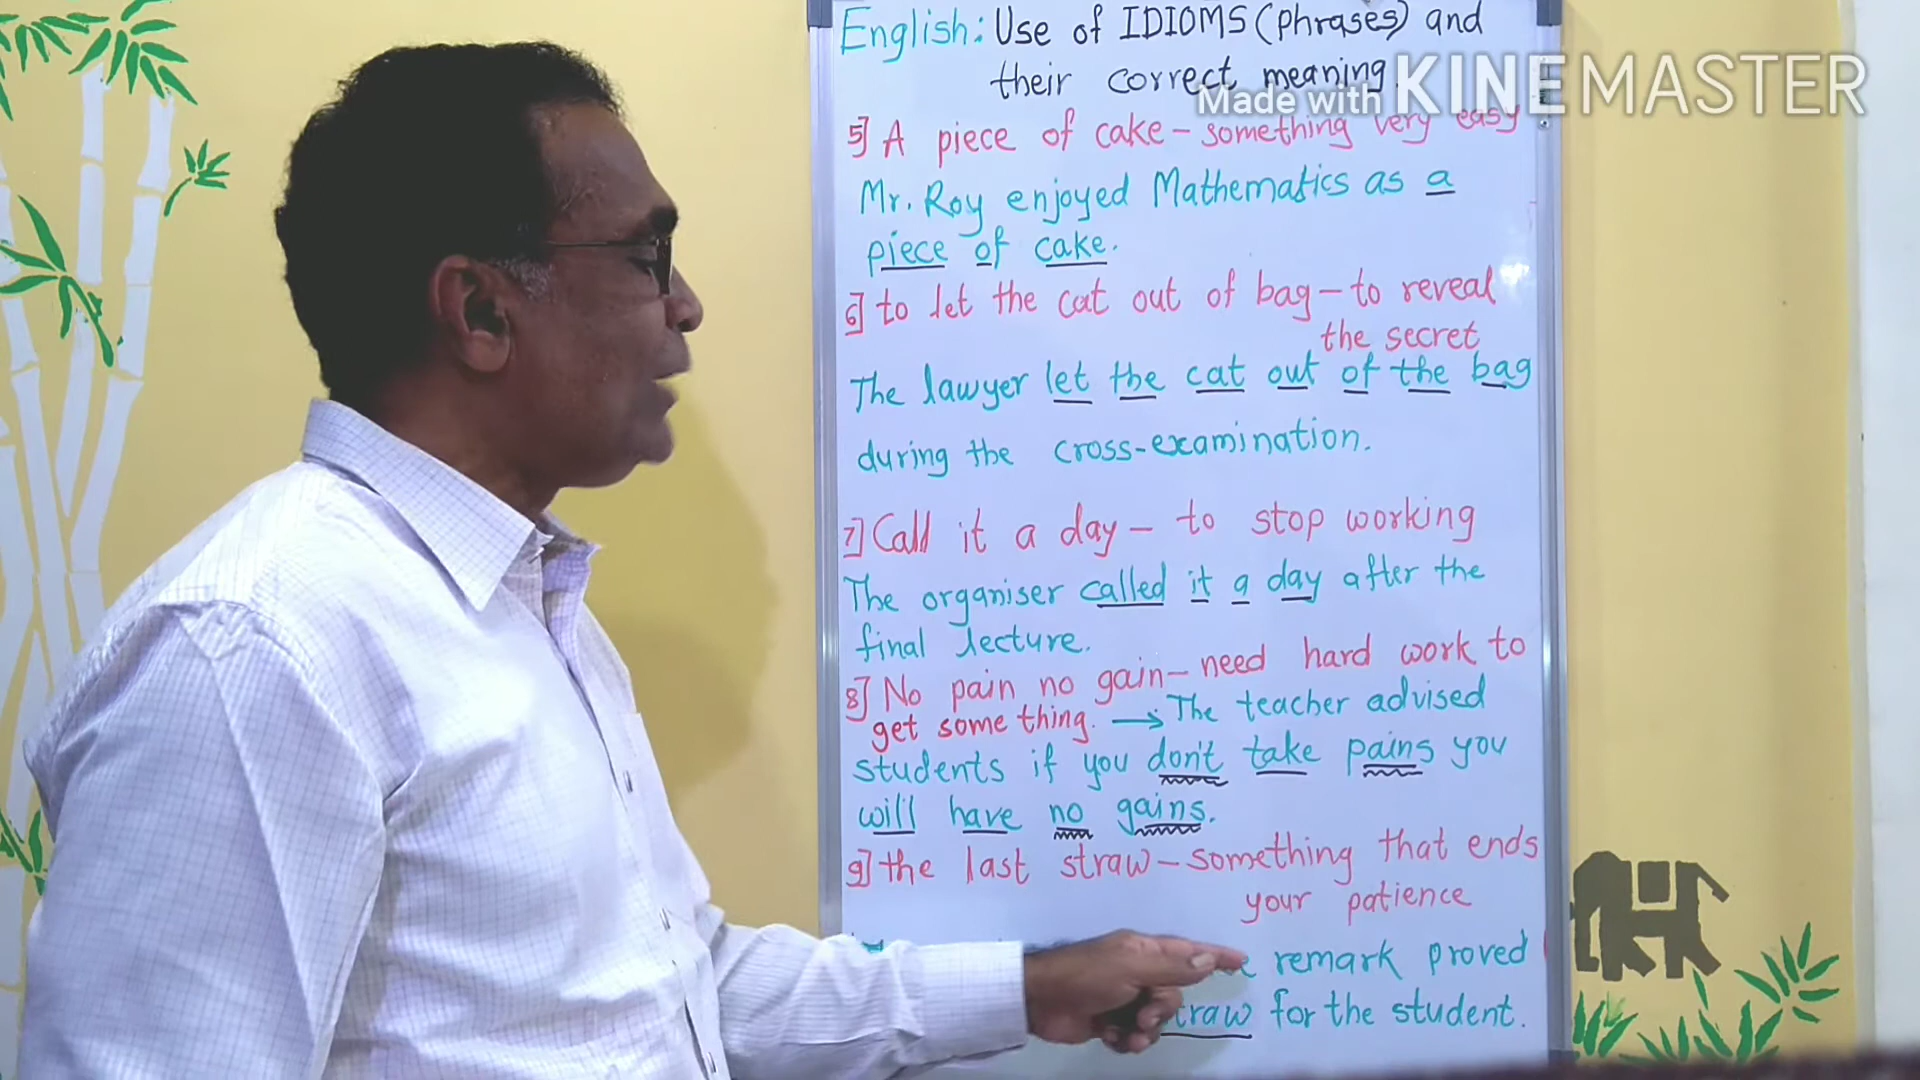 English: Use of IDIOMS (phrases) and
their correct meaning.
Made with KINEMASTER
5] A piece of cake - something very easy
Mr. Roy enjoyed Mathematics as a
piece of cake.
6] to let the cat out of bag - to reveal
the secret
The lawyer let the cat out of the bag
during the cross-examination.
7] Call it a day - to stop working
The organiser called it a day after the
final lecture.
8] No pain no gain - need hard work to
get some thing. → The teacher advised
students if you don't take pains you
will have no gains.
9] the last straw - something that ends
your patience
remark proved
straw for the student.